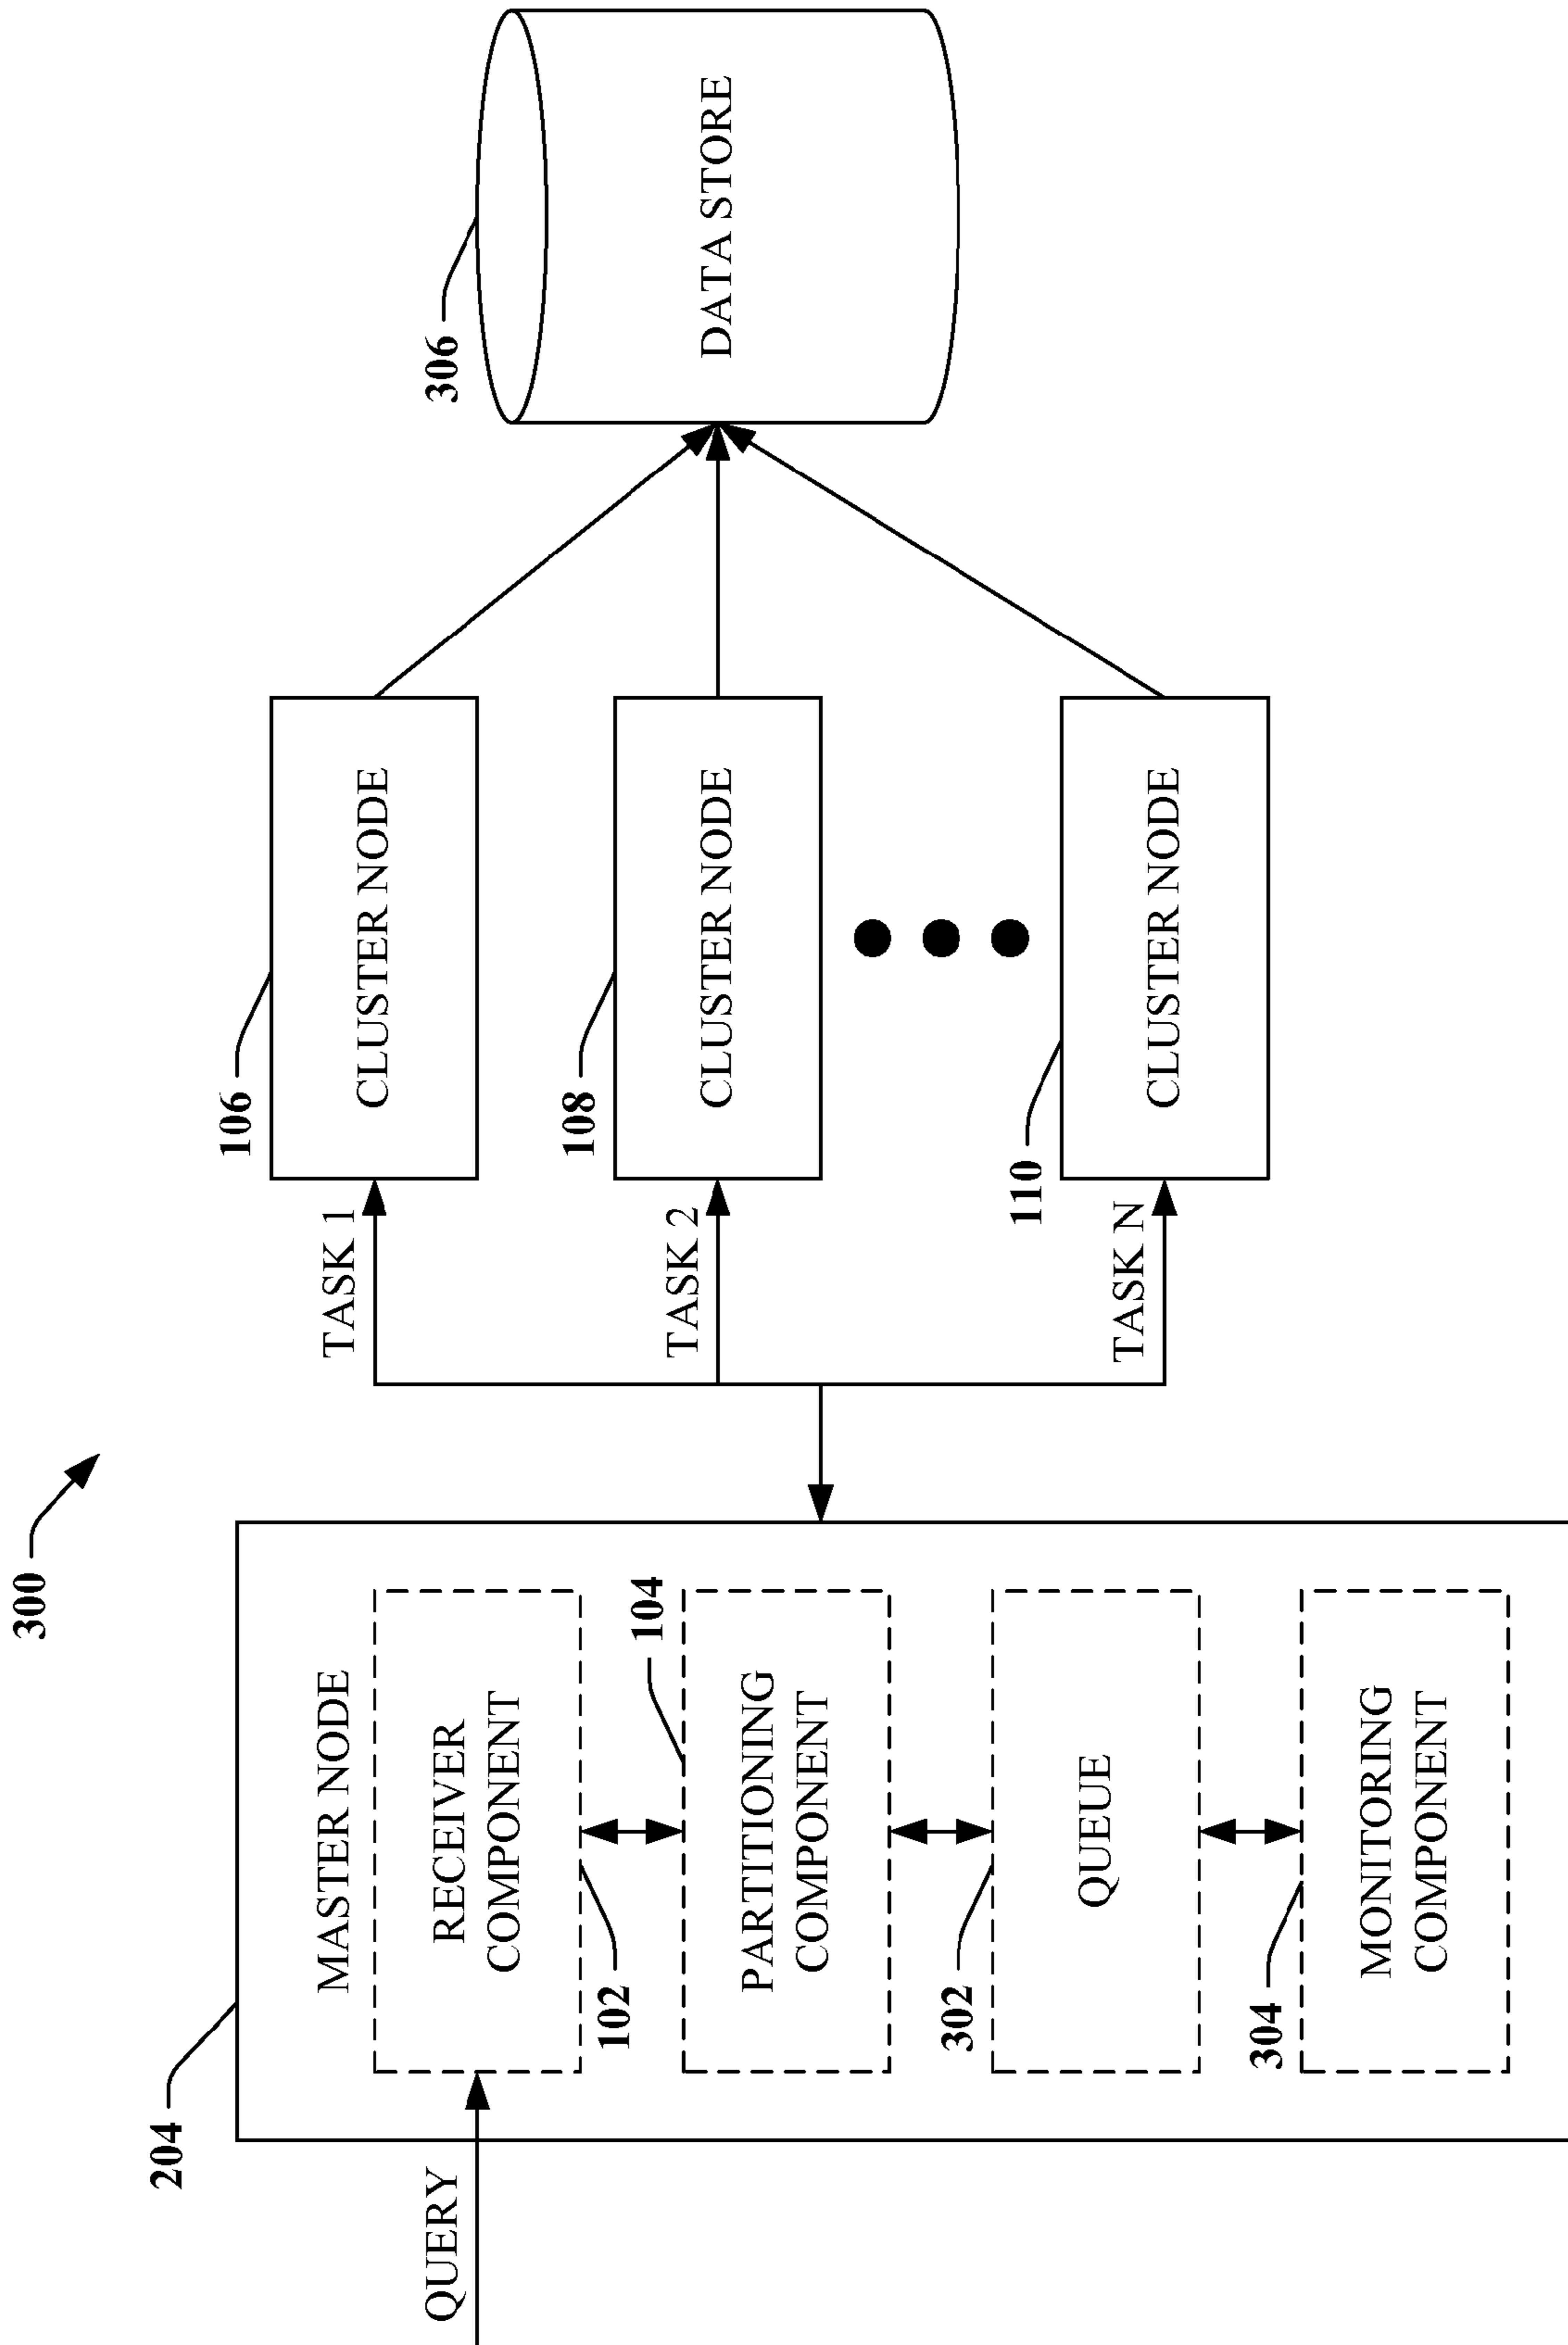 300
204
MASTER NODE
QUERY
RECEIVER
COMPONENT
102
104
PARTITIONING
COMPONENT
302
QUEUE
304
MONITORING
COMPONENT
TASK 1
106
CLUSTER NODE
TASK 2
108
CLUSTER NODE
TASK N
110
CLUSTER NODE
306
DATA STORE